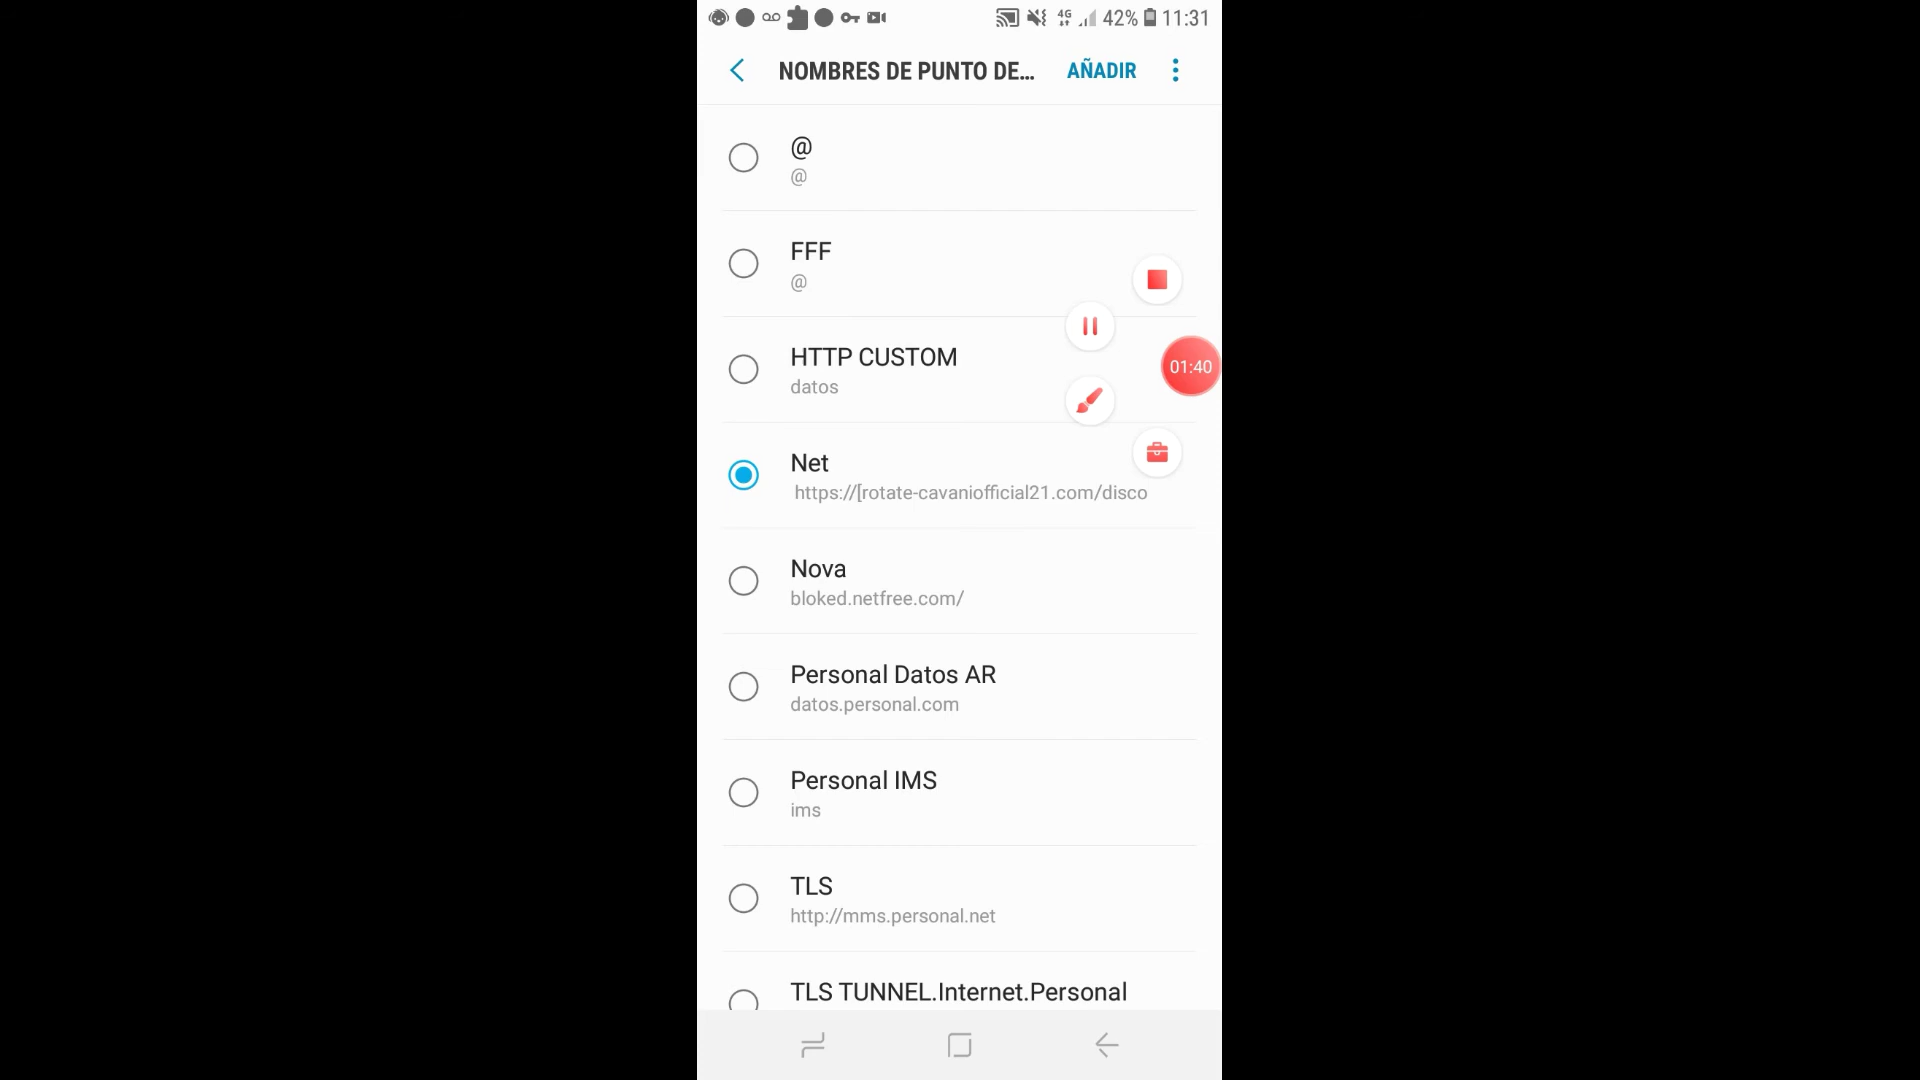 4G 42% 11:31
NOMBRES DE PUNTO DE... AÑADIR
@
@
FFF
@
HTTP CUSTOM
datos
01:40
Net
https://[rotate-cavaniofficial21.com/disco
Nova
bloked.netfree.com/
Personal Datos AR
datos.personal.com
Personal IMS
ims
TLS
http://mms.personal.net
TLS TUNNEL.Internet.Personal